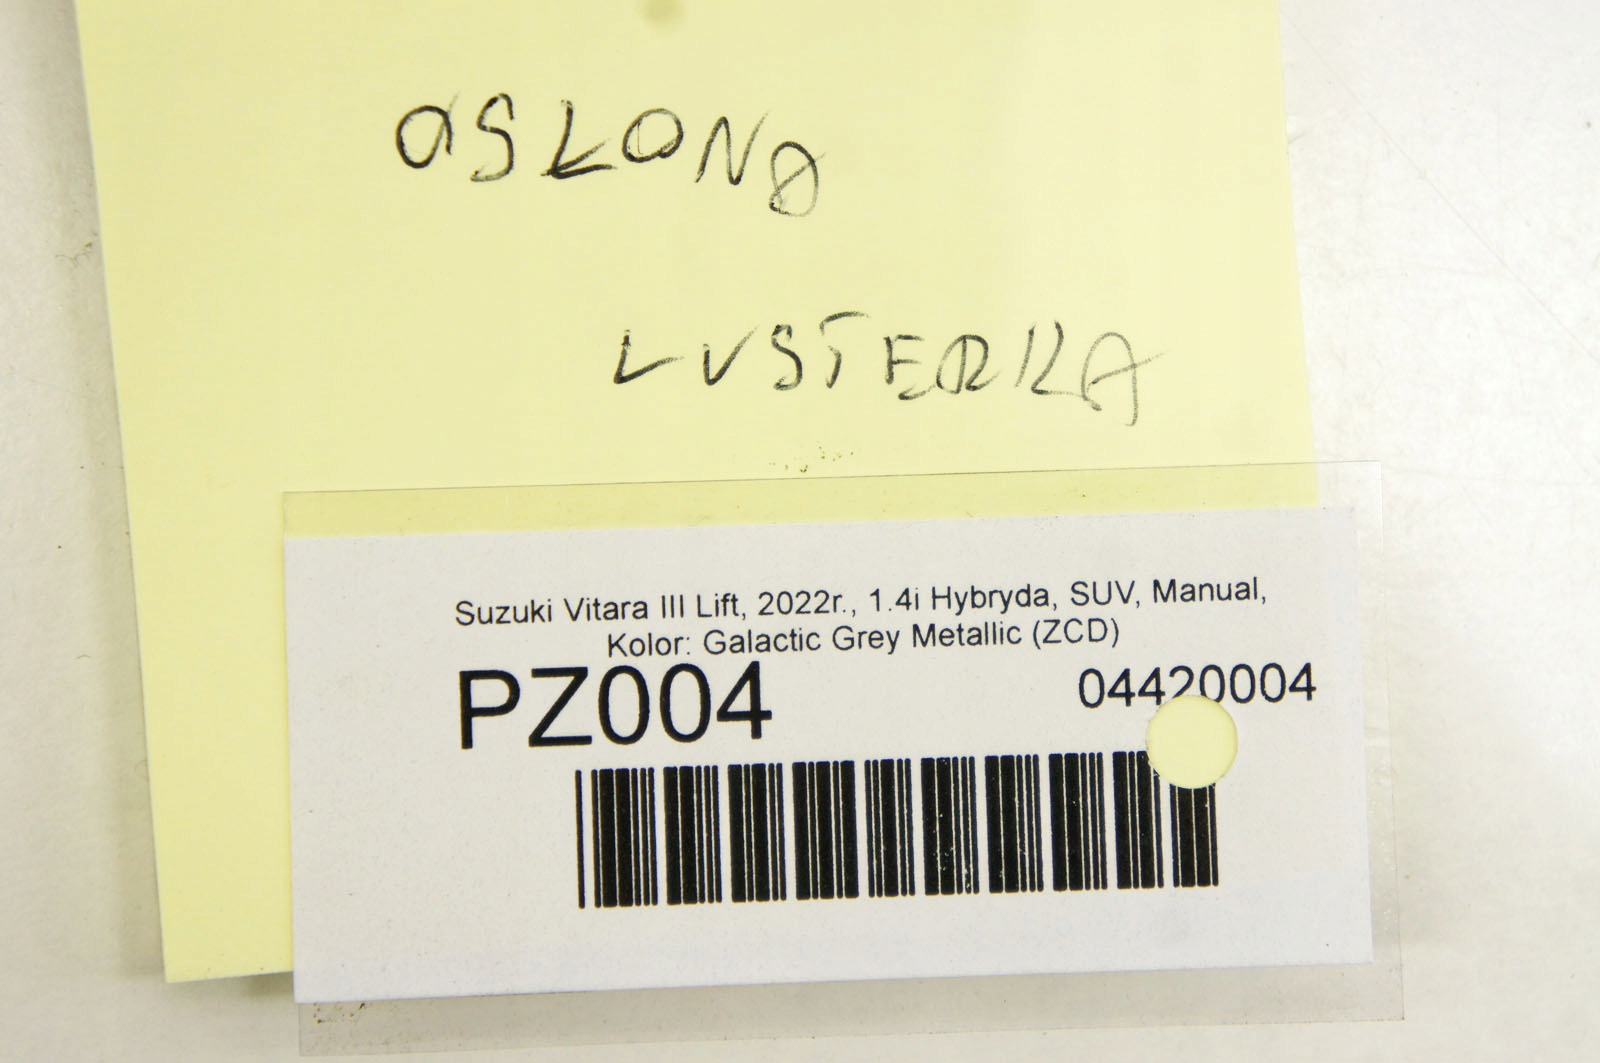 OSŁONA
LUSTERKA
Suzuki Vitara III Lift, 2022r., 1.4i Hybryda, SUV, Manual,
Kolor: Galactic Grey Metallic (ZCD)
PZ004
04420004